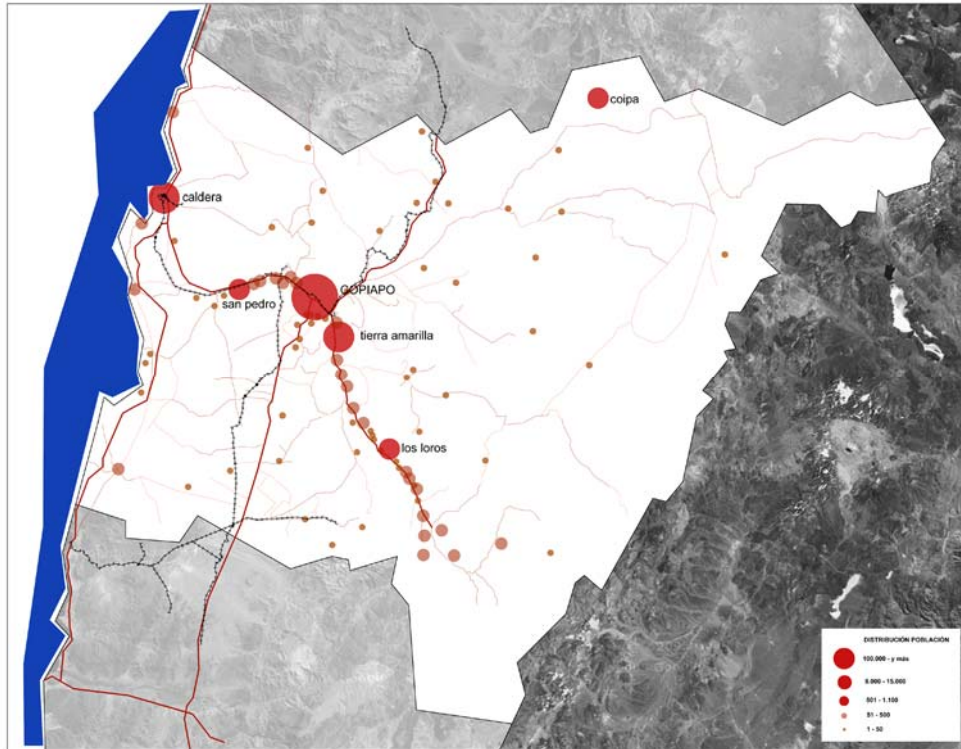 coipa
caldera
COPIAPO
san pedro
tierra amarilla
los loros
DISTRIBUCIÓN POBLACIÓN
100.000 - y más
8.000 - 15.000
501 - 1.100
51 - 500
1 - 50